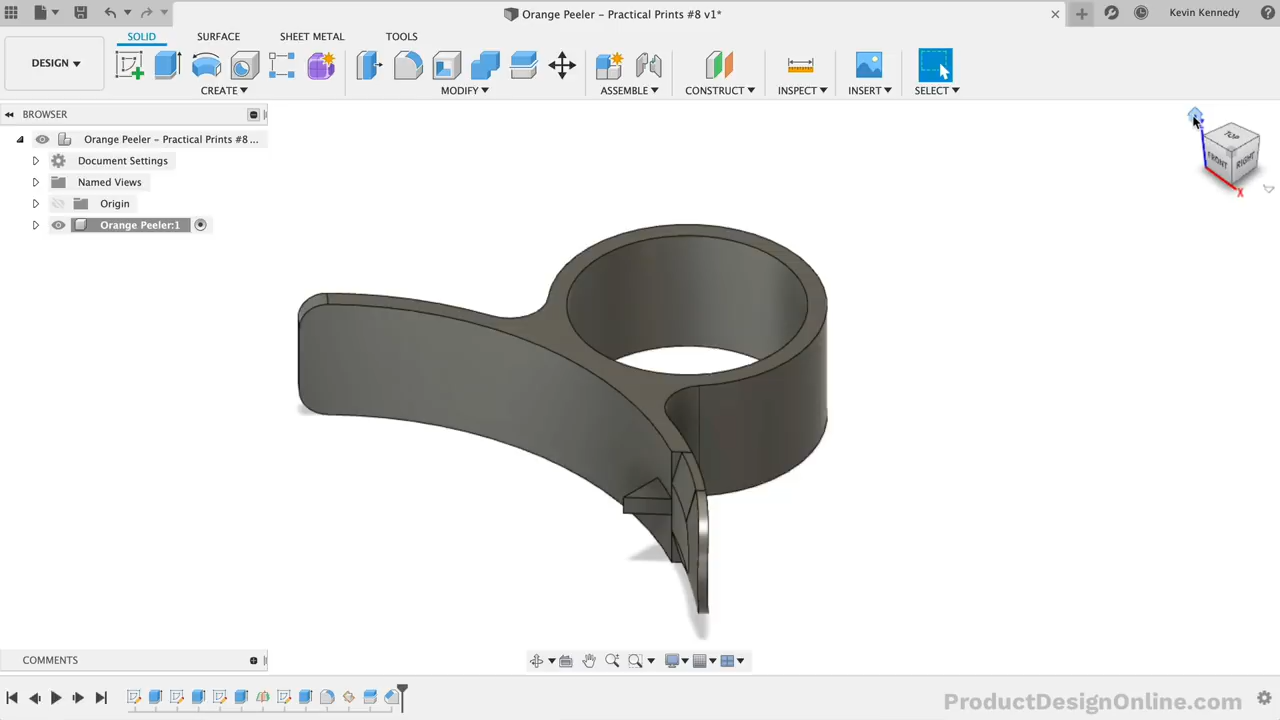 Orange Peeler – Practical Prints #8 v1*
Kevin Kennedy
SOLID SURFACE SHEET METAL TOOLS
DESIGN
CREATE MODIFY ASSEMBLE CONSTRUCT INSPECT INSERT SELECT
BROWSER
Orange Peeler – Practical Prints #8 ...
Document Settings
Named Views
Origin
Orange Peeler:1
TOP
FRONT
RIGHT
X
COMMENTS
ProductDesignOnline.com